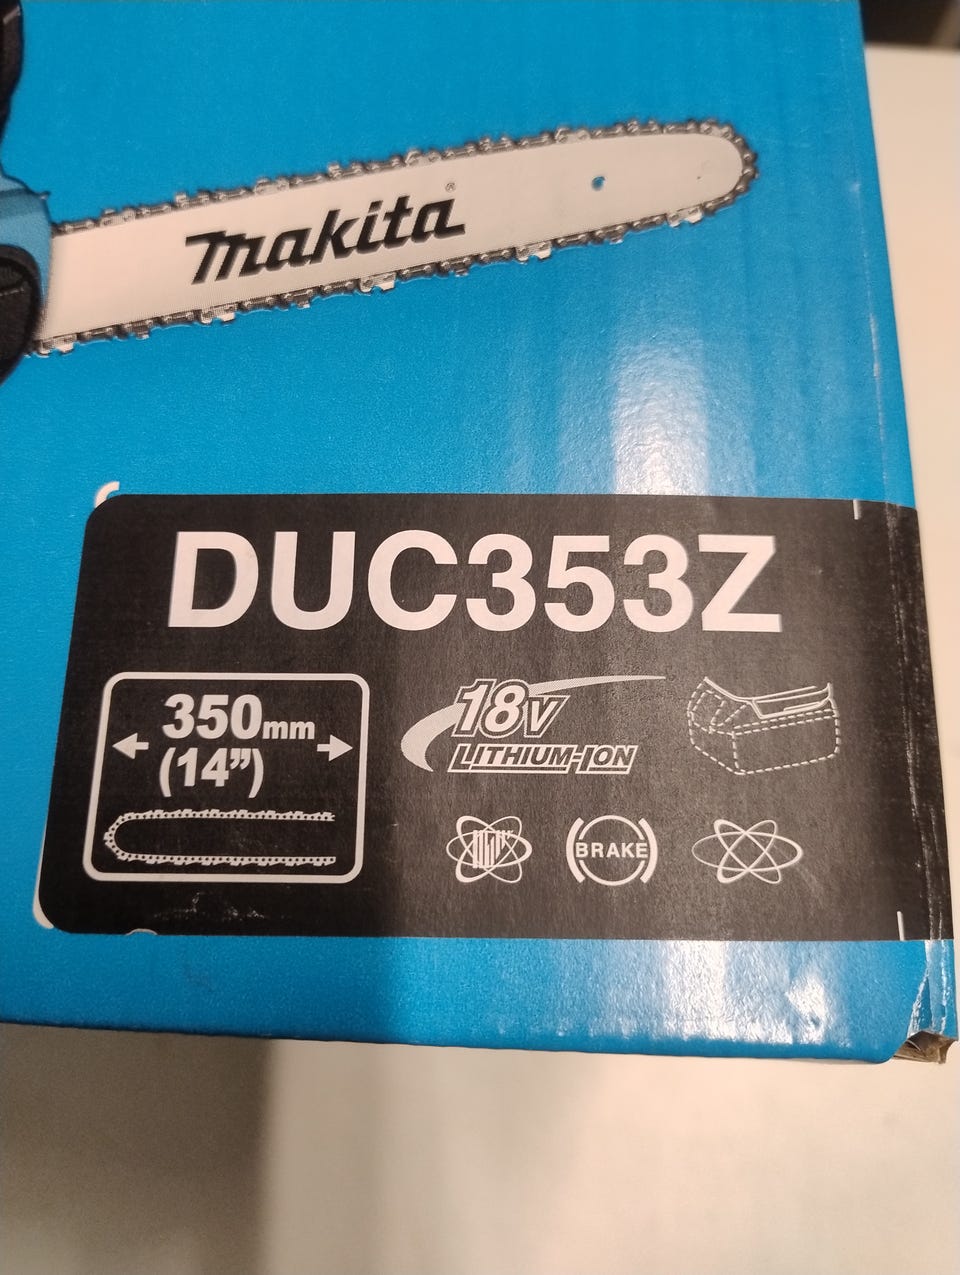 makita®
DUC353Z
350mm
(14”)
18V
LITHIUM-ION
BRAKE